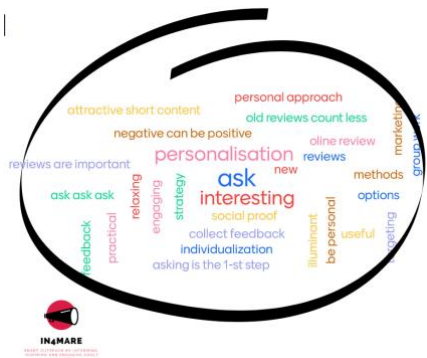 personal approach
attractive short content
old reviews count less
marketing
group work
negative can be positive
oline review
personalisation
reviews
reviews are important
new
methods
ask
ask ask ask
relaxing
engaging
strategy
interesting
options
social proof
feedback
practical
collect feedback
illuminant
be personal
useful
targeting
individualization
asking is the 1-st step
IN4MARE